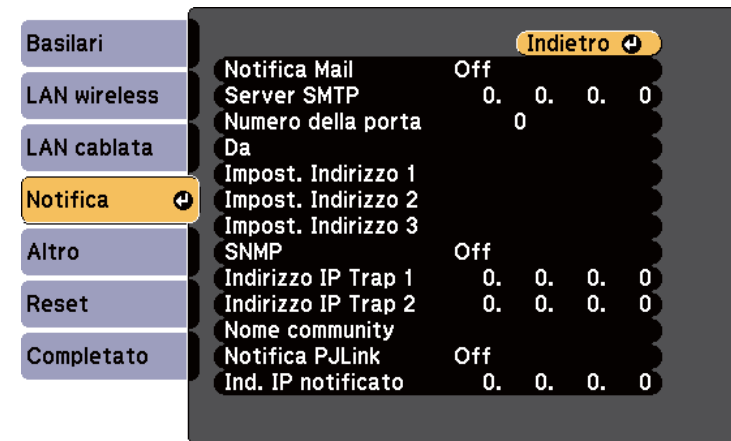 Basilari
LAN wireless
LAN cablata
Notifica
Altro
Reset
Completato
Indietro
Notifica Mail Off
Server SMTP 0. 0. 0. 0
Numero della porta 0
Da
Impost. Indirizzo 1
Impost. Indirizzo 2
Impost. Indirizzo 3
SNMP Off
Indirizzo IP Trap 1 0. 0. 0. 0
Indirizzo IP Trap 2 0. 0. 0. 0
Nome community
Notifica PJLink Off
Ind. IP notificato 0. 0. 0. 0